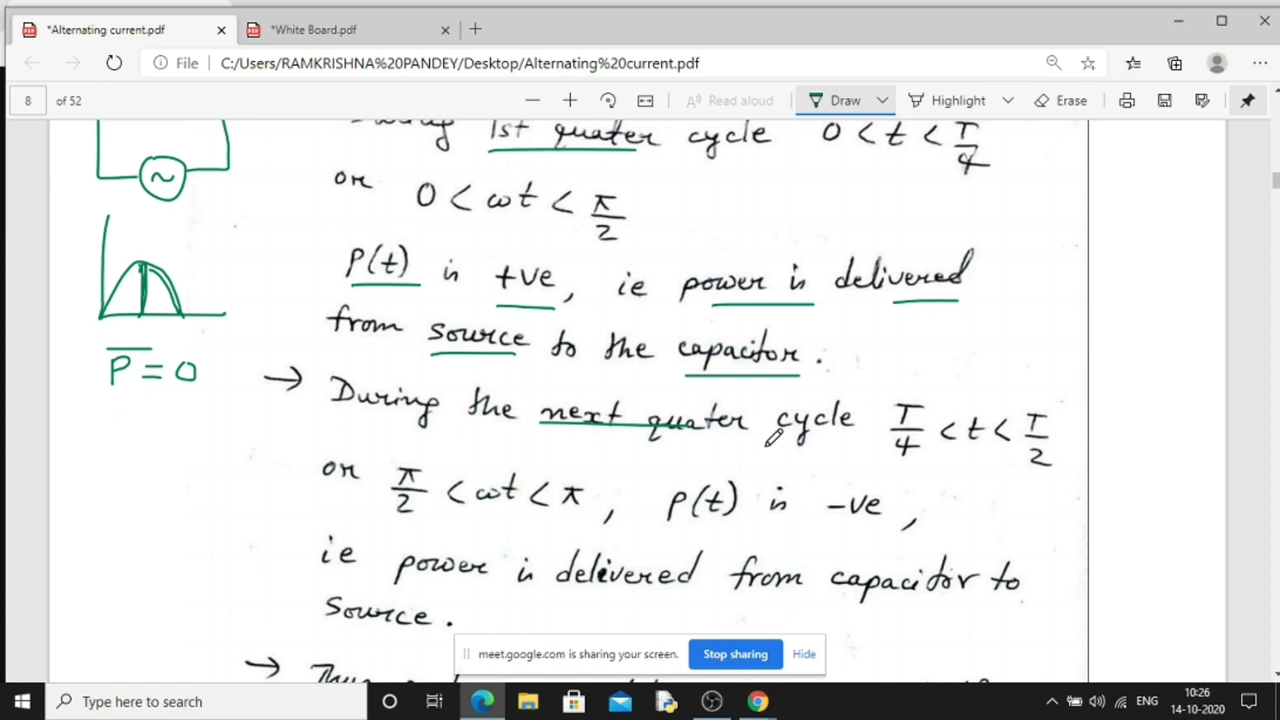 *Alternating current.pdf
*White Board.pdf
File C:/Users/RAMKRISHNA%20PANDEY/Desktop/Alternating%20current.pdf
8 of 52 Read aloud Draw Highlight Erase
1st quater cycle 0 < t < T/4
or 0 < ωt < π/2
P(t) is +ve, ie power is delivered
from source to the capacitor.
P = 0
→ During the next quater cycle T/4 < t < T/2
or π/2 < ωt < π, P(t) is -ve,
ie power is delivered from capacitor to
source.
meet.google.com is sharing your screen. Stop sharing Hide
→ Thus
Type here to search
ENG
10:26
14-10-2020